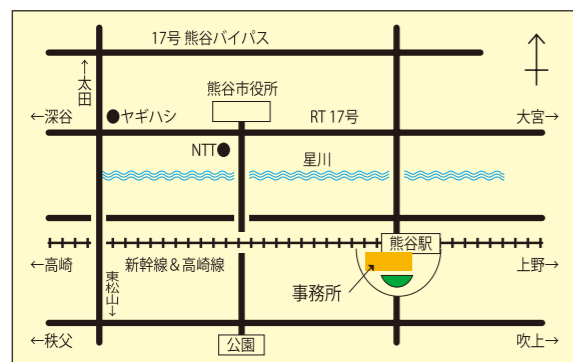 17号 熊谷バイパス
←太田
熊谷市役所
←深谷
ヤギハシ
RT 17号
大宮→
NTT
星川
熊谷駅
←高崎
新幹線＆高崎線
上野→
東松山→
事務所
←秩父
公園
吹上→